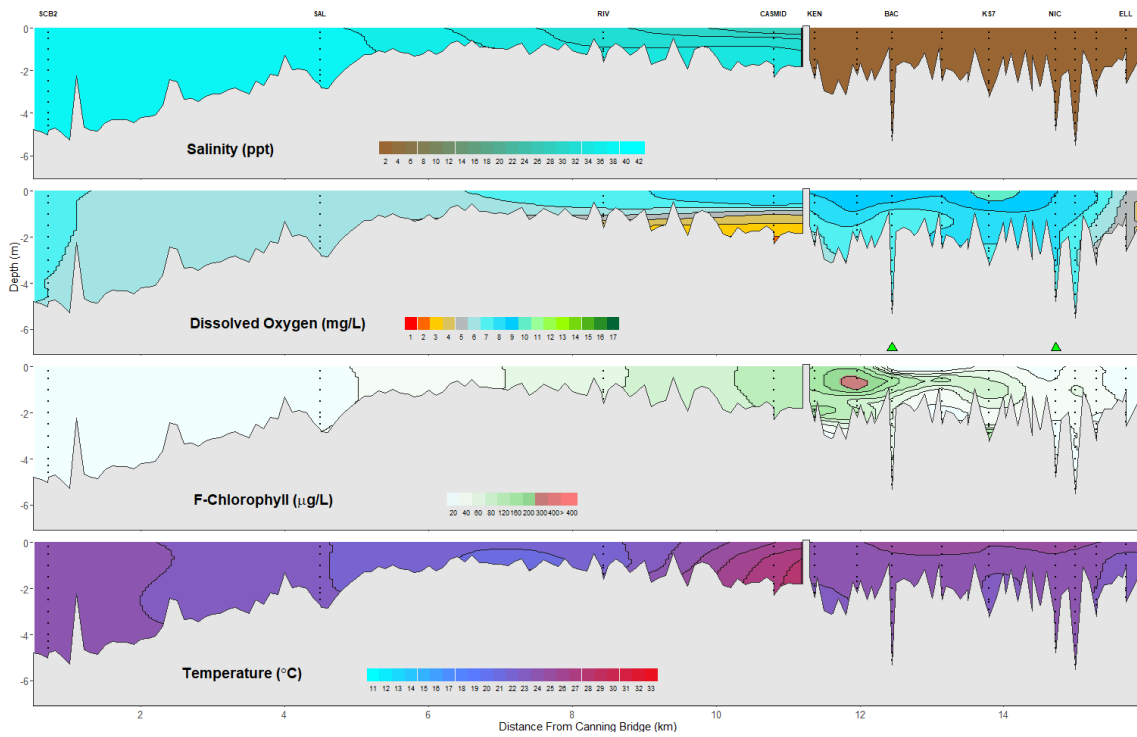 SCB2 SAL RIV CASMID KEN BAC KS7 NIC ELL
0
-2
-4
-6
Salinity (ppt)
2 4 6 8 10 12 14 16 18 20 22 24 26 28 30 32 34 36 38 40 42
0
-2
-4
-6
Depth (m)
Dissolved Oxygen (mg/L)
1 2 3 4 5 6 7 8 9 10 11 12 13 14 15 16 17
0
-2
-4
-6
F-Chlorophyll (μg/L)
20 40 60 80 120 160 200 300 400 > 400
0
-2
-4
-6
Temperature (°C)
11 12 13 14 15 16 17 18 19 20 21 22 23 24 25 26 27 28 29 30 31 32 33
2 4 6 8 10 12 14
Distance From Canning Bridge (km)